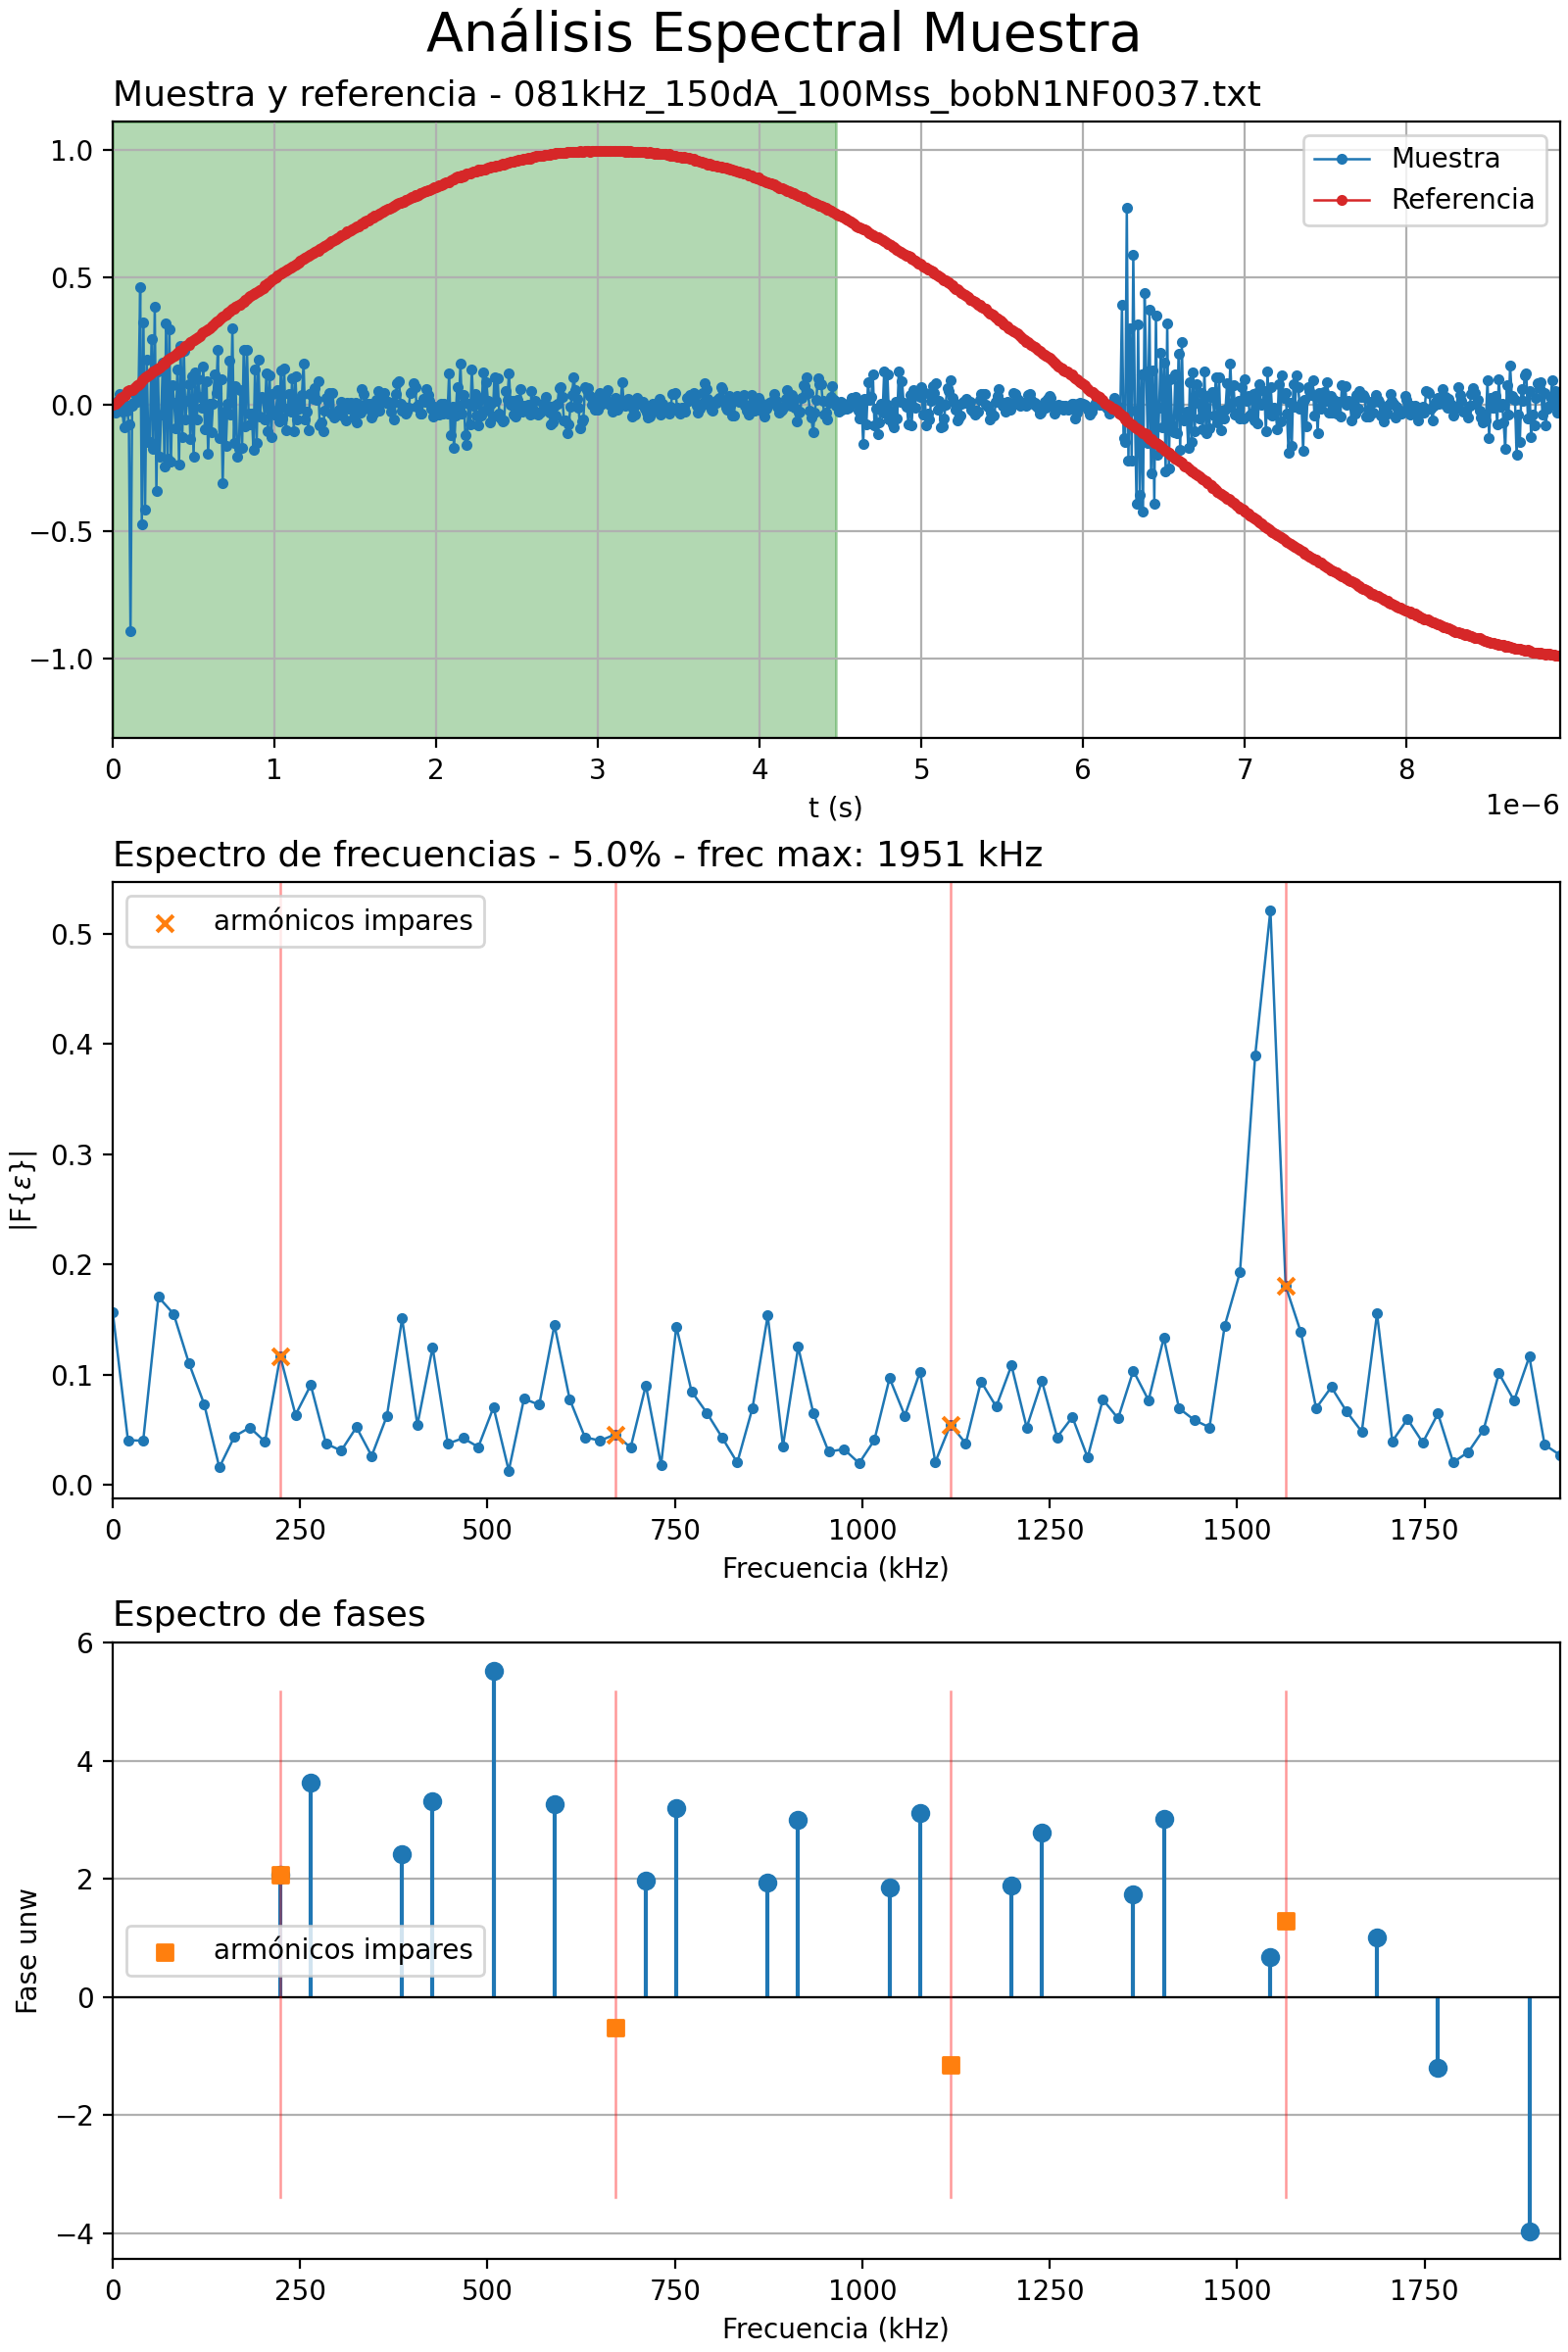 Análisis Espectral Muestra
Muestra y referencia - 081kHz_150dA_100Mss_bobN1NF0037.txt
1.0
0.5
0.0
−0.5
−1.0
Muestra
Referencia
0 1 2 3 4 5 6 7 8
1e−6
t (s)
Espectro de frecuencias - 5.0% - frec max: 1951 kHz
armónicos impares
0.5
0.4
0.3
0.2
0.1
0.0
|F{ε}|
0 250 500 750 1000 1250 1500 1750
Frecuencia (kHz)
Espectro de fases
6
4
2
0
−2
−4
Fase unw
armónicos impares
0 250 500 750 1000 1250 1500 1750
Frecuencia (kHz)